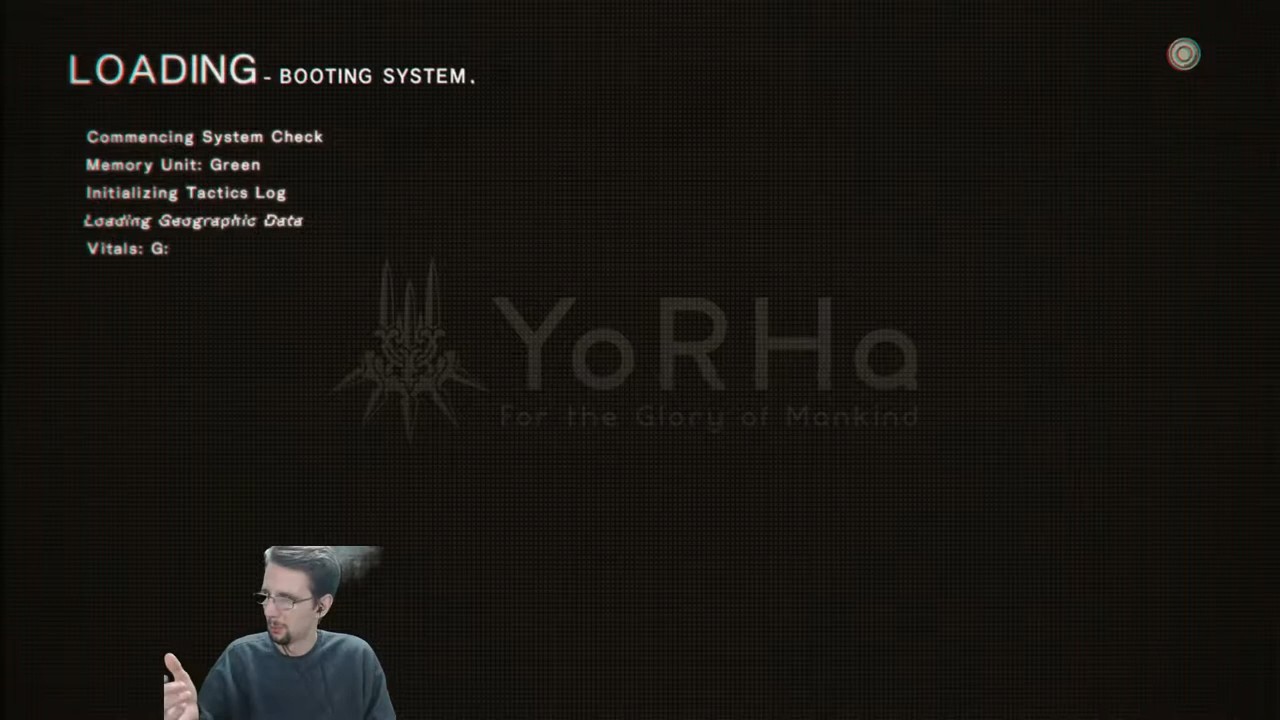 LOADING - BOOTING SYSTEM.
Commencing System Check
Memory Unit: Green
Initializing Tactics Log
Loading Geographic Data
Vitals: G:
YoRHa
For the Glory of Mankind